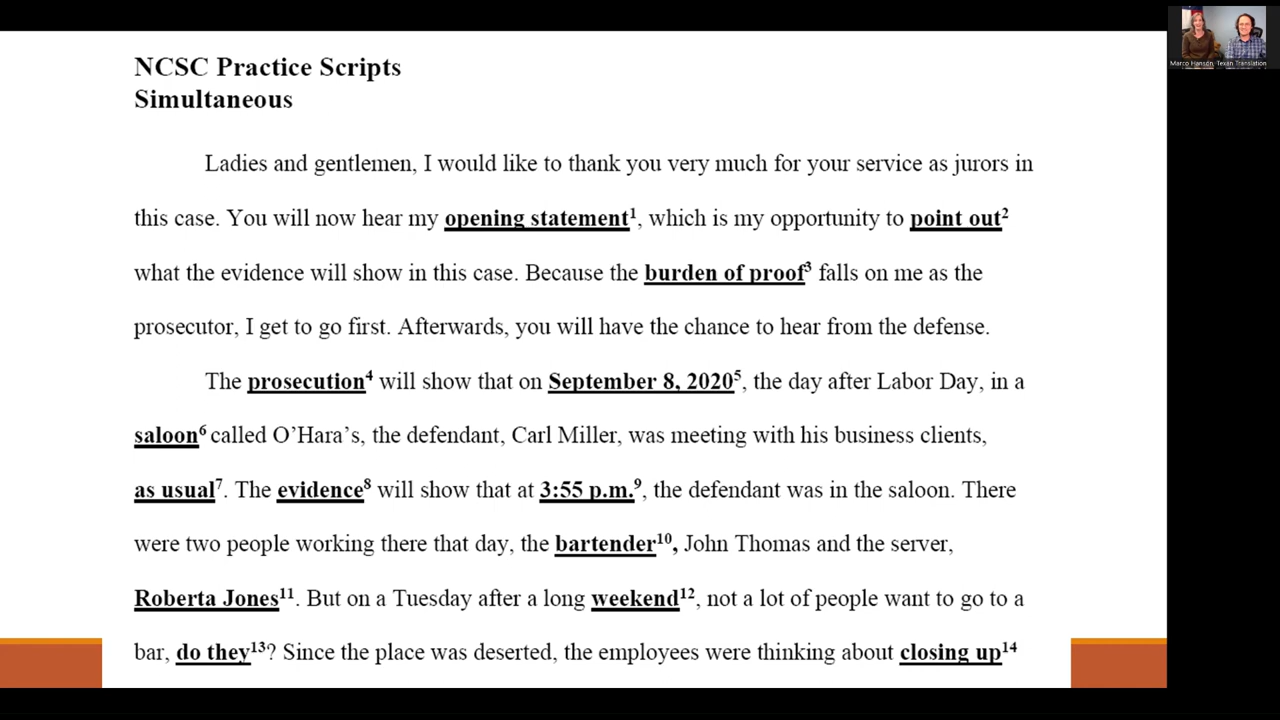 NCSC Practice Scripts
Simultaneous
Ladies and gentlemen, I would like to thank you very much for your service as jurors in
this case. You will now hear my opening statement¹, which is my opportunity to point out²
what the evidence will show in this case. Because the burden of proof³ falls on me as the
prosecutor, I get to go first. Afterwards, you will have the chance to hear from the defense.
The prosecution⁴ will show that on September 8, 2020⁵, the day after Labor Day, in a
saloon⁶ called O’Hara’s, the defendant, Carl Miller, was meeting with his business clients,
as usual⁷. The evidence⁸ will show that at 3:55 p.m.⁹, the defendant was in the saloon. There
were two people working there that day, the bartender¹⁰, John Thomas and the server,
Roberta Jones¹¹. But on a Tuesday after a long weekend¹², not a lot of people want to go to a
bar, do they¹³? Since the place was deserted, the employees were thinking about closing up¹⁴
Marco Hanson, Texan Translation